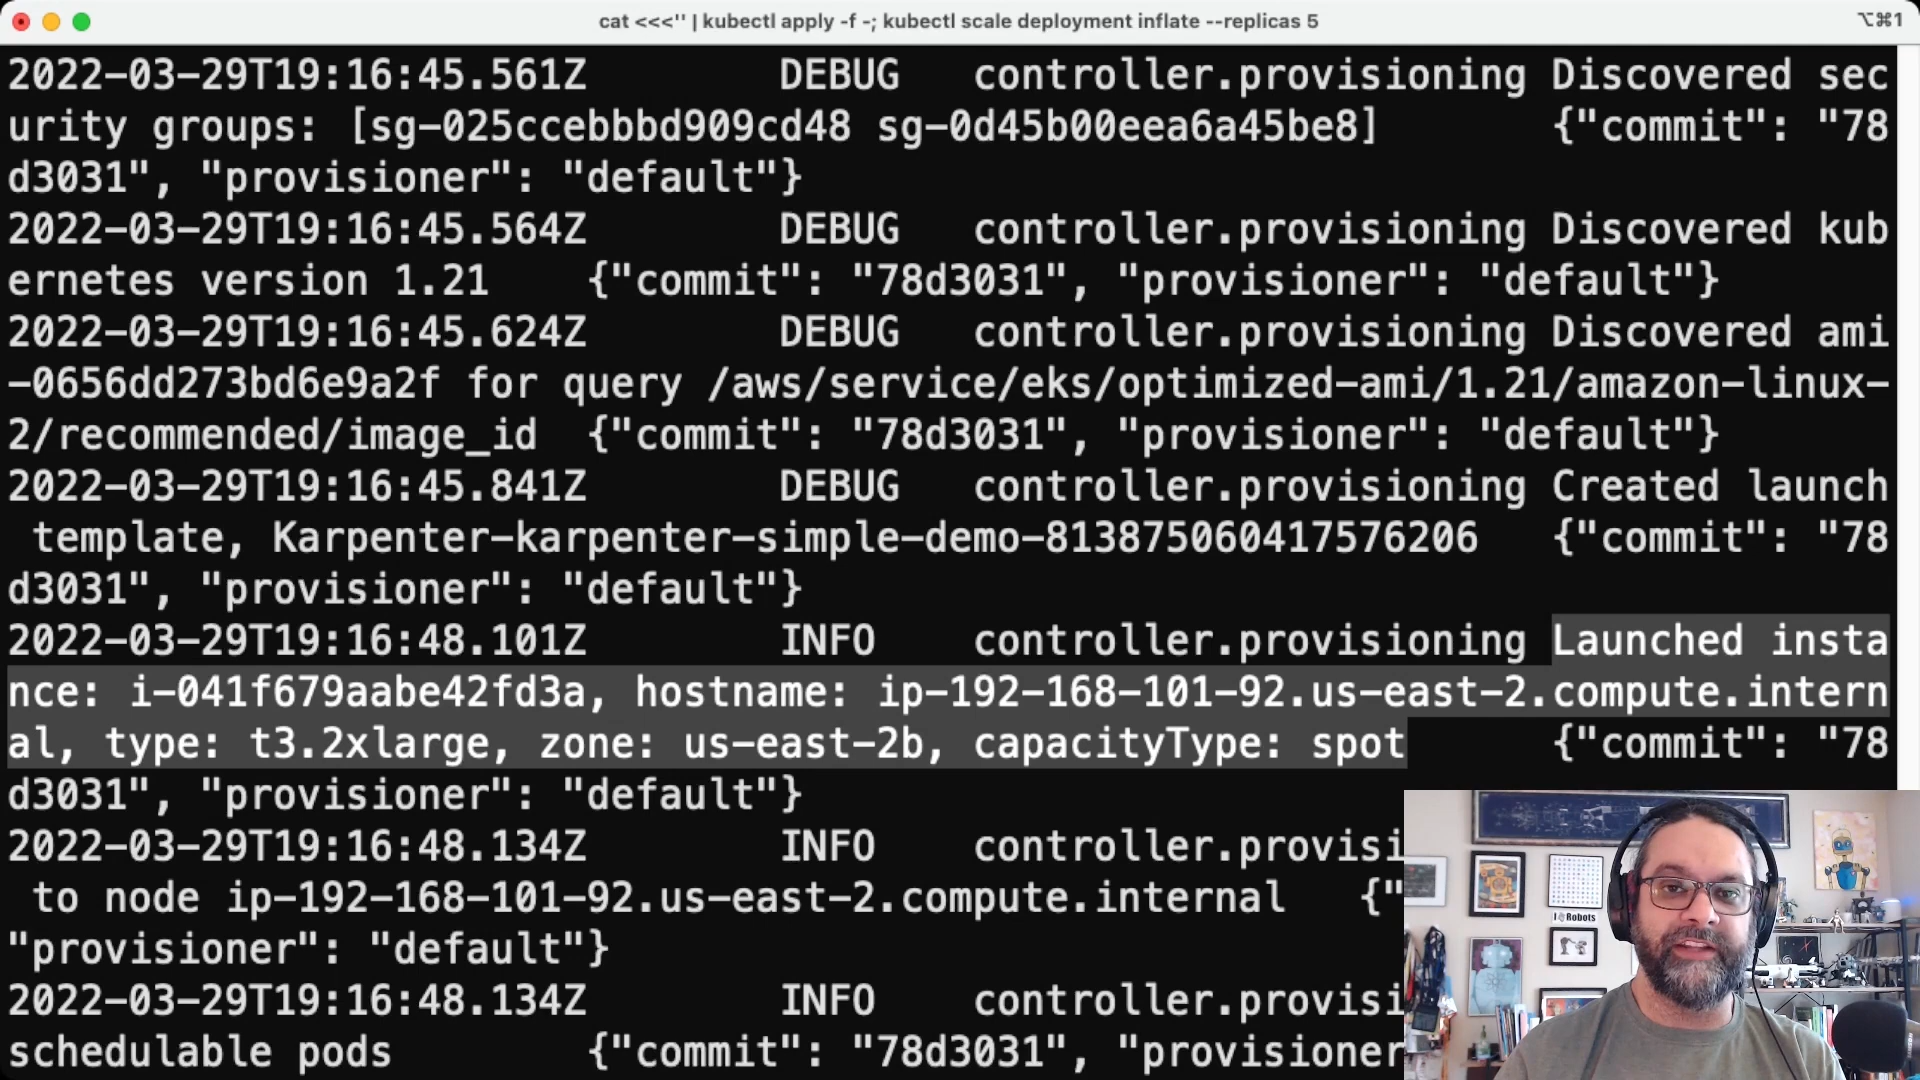 cat <<<'' | kubectl apply -f -; kubectl scale deployment inflate --replicas 5
⌥⌘1
2022-03-29T19:16:45.561Z        DEBUG   controller.provisioning Discovered sec
urity groups: [sg-025ccebbbd909cd48 sg-0d45b00eea6a45be8]       {"commit": "78
d3031", "provisioner": "default"}
2022-03-29T19:16:45.564Z        DEBUG   controller.provisioning Discovered kub
ernetes version 1.21    {"commit": "78d3031", "provisioner": "default"}
2022-03-29T19:16:45.624Z        DEBUG   controller.provisioning Discovered ami
-0656dd273bd6e9a2f for query /aws/service/eks/optimized-ami/1.21/amazon-linux-
2/recommended/image_id  {"commit": "78d3031", "provisioner": "default"}
2022-03-29T19:16:45.841Z        DEBUG   controller.provisioning Created launch
 template, Karpenter-karpenter-simple-demo-813875060417576206   {"commit": "78
d3031", "provisioner": "default"}
2022-03-29T19:16:48.101Z        INFO    controller.provisioning Launched insta
nce: i-041f679aabe42fd3a, hostname: ip-192-168-101-92.us-east-2.compute.intern
al, type: t3.2xlarge, zone: us-east-2b, capacityType: spot      {"commit": "78
d3031", "provisioner": "default"}
2022-03-29T19:16:48.134Z        INFO    controller.provisi
 to node ip-192-168-101-92.us-east-2.compute.internal   {"
"provisioner": "default"}
2022-03-29T19:16:48.134Z        INFO    controller.provisi
schedulable pods        {"commit": "78d3031", "provisioner
I Robots